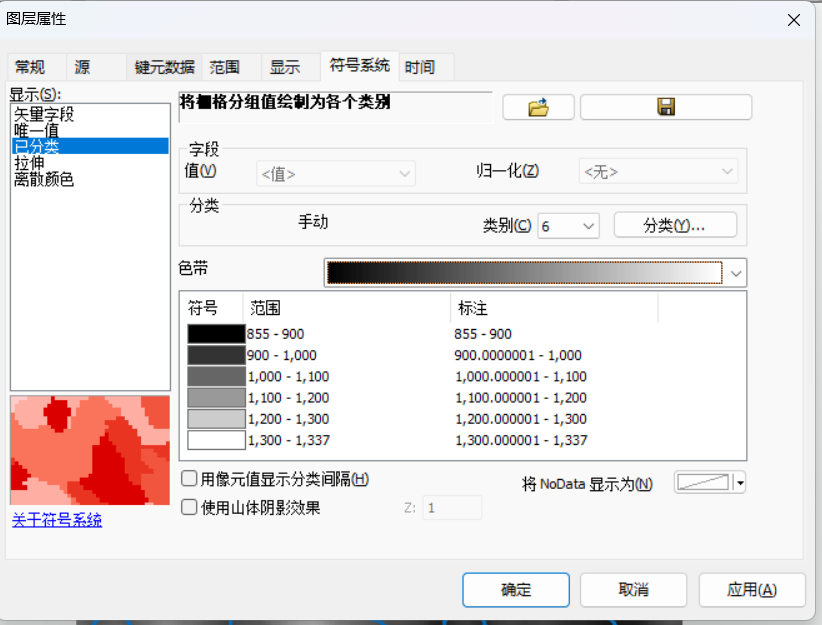 图层属性
常规 源 键元数据 范围 显示 符号系统 时间
显示(S):
矢量字段
唯一值
已分类
拉伸
离散颜色
关于符号系统
将栅格分组值绘制为各个类别
字段
值(V) <值> 归一化(Z) <无>
分类
手动 类别(C) 6 分类(Y)...
色带
符号 范围 标注
855 - 900 855 - 900
900 - 1,000 900.0000001 - 1,000
1,000 - 1,100 1,000.000001 - 1,100
1,100 - 1,200 1,100.000001 - 1,200
1,200 - 1,300 1,200.000001 - 1,300
1,300 - 1,337 1,300.000001 - 1,337
用像元值显示分类间隔(H) 将 NoData 显示为(N)
使用山体阴影效果 Z: 1
确定 取消 应用(A)